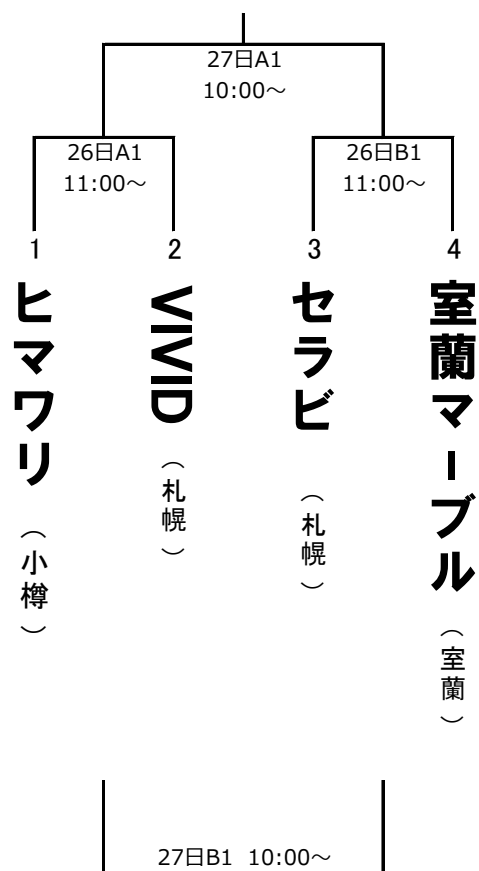 27日A1
10:00～
26日A1
11:00～
26日B1
11:00～
1
2
3
4
ヒマワリ（小樽）
VIVID（札幌）
セラビ（札幌）
室蘭マーブル（室蘭）
27日B1 10:00～